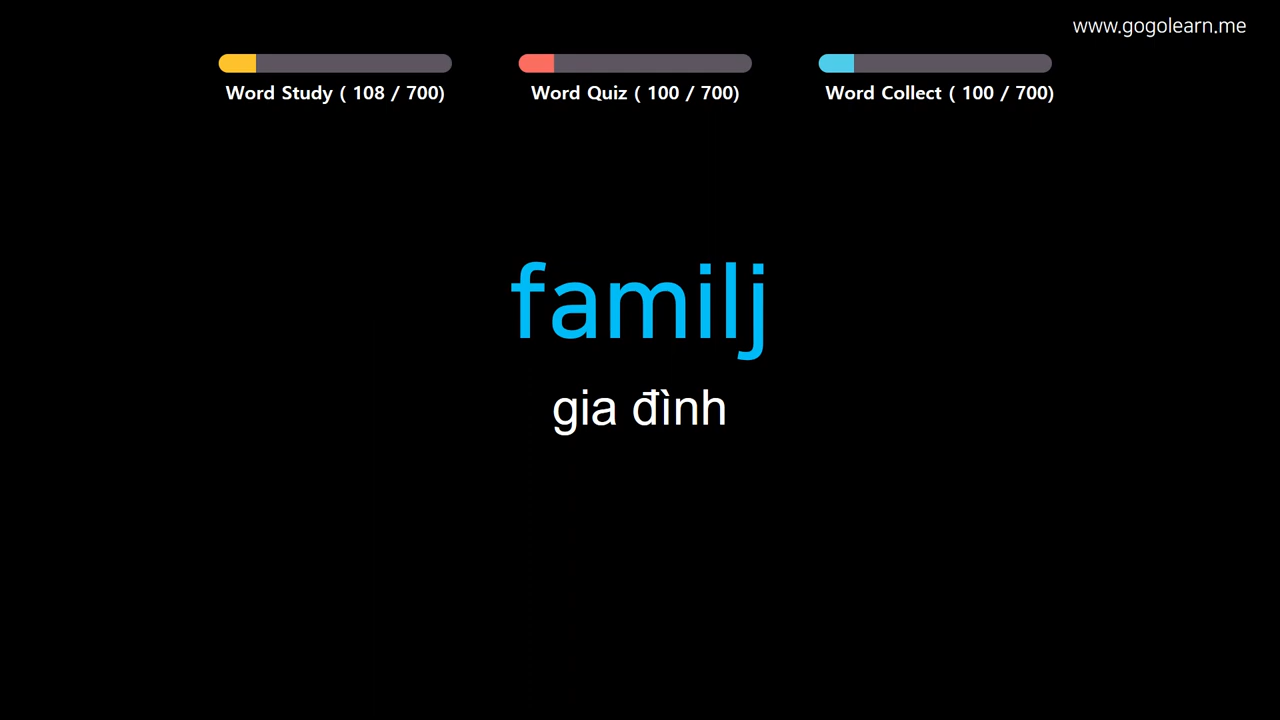 www.gogolearn.me
Word Study ( 108 / 700)
Word Quiz ( 100 / 700)
Word Collect ( 100 / 700)
familj
gia đình